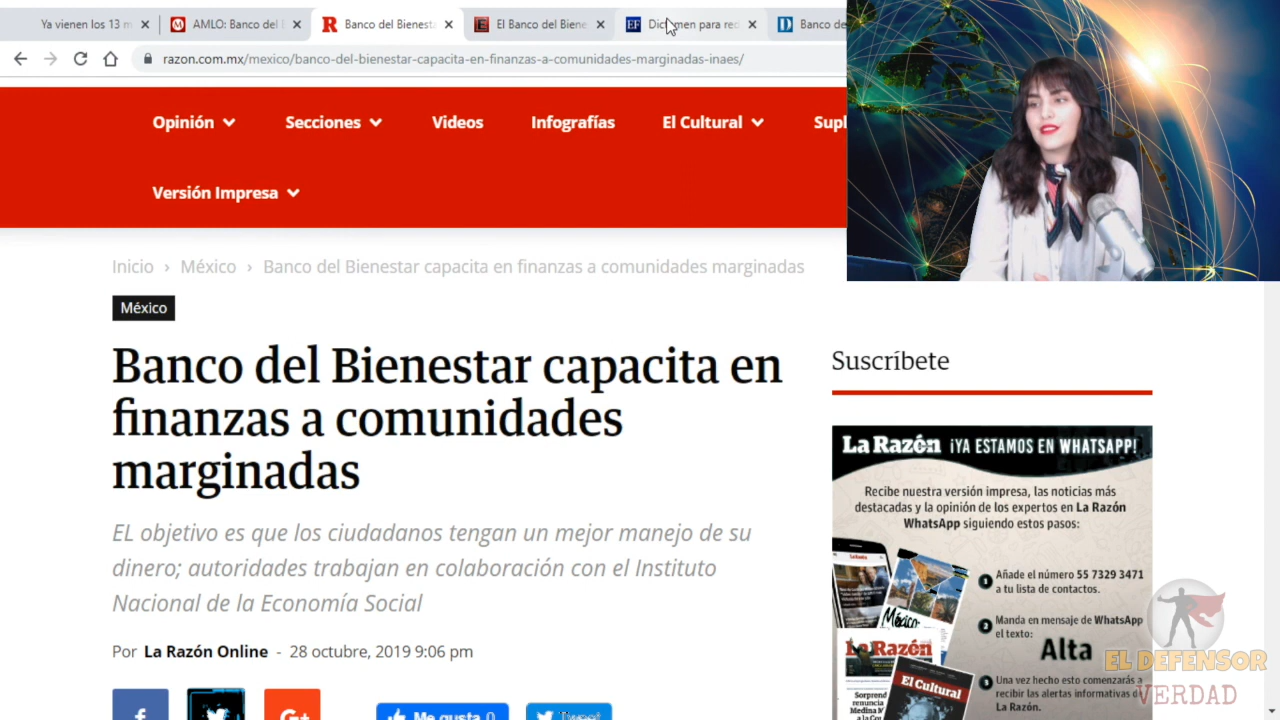 Ya vienen los 13 m
AMLO: Banco del
Banco del Bienesta
El Banco del Biene
Dictamen para re
Banco de
razon.com.mx/mexico/banco-del-bienestar-capacita-en-finanzas-a-comunidades-marginadas-inaes/
Opinión
Secciones
Videos
Infografías
El Cultural
Supl
Versión Impresa
Inicio › México › Banco del Bienestar capacita en finanzas a comunidades marginadas
México
Banco del Bienestar capacita en
finanzas a comunidades
marginadas
EL objetivo es que los ciudadanos tengan un mejor manejo de su
dinero; autoridades trabajan en colaboración con el Instituto
Nacional de la Economía Social
Por La Razón Online - 28 octubre, 2019 9:06 pm
Me gusta 0
Tweet
Suscríbete
La Razón ¡YA ESTAMOS EN WHATSAPP!
Recibe nuestra versión impresa, las noticias más
destacadas y la opinión de los expertos en La Razón
WhatsApp siguiendo estos pasos:
1 Añade el número 55 7329 3471
a tu lista de contactos.
2 Manda en mensaje de WhatsApp
el texto:
Alta
3 Una vez hecho esto comenzarás a
recibir las alertas informativas de
La Razón.
México
La Razón
El Cultural
EL DEFENSOR
VERDAD